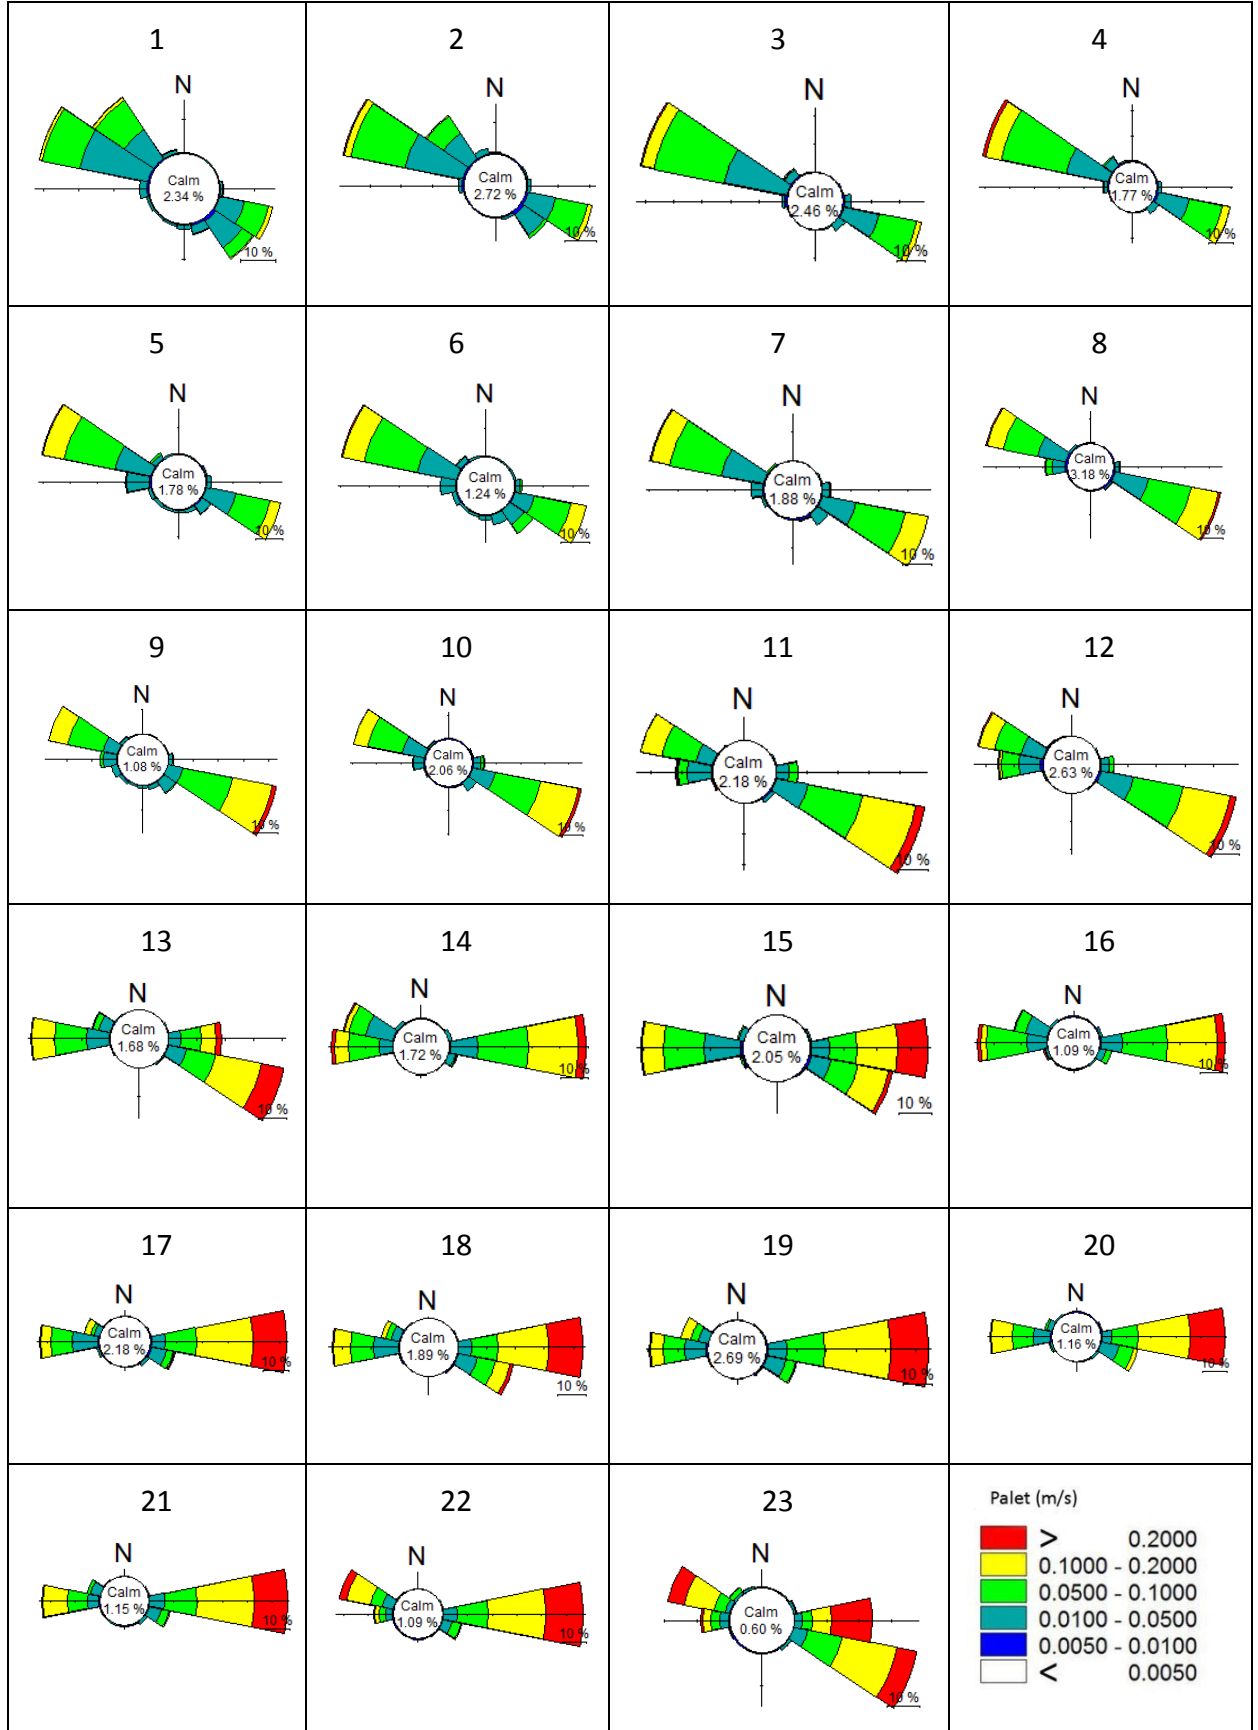 1
N
Calm
2.34 %
10 %
2
N
Calm
2.72 %
10 %
3
N
Calm
2.46 %
10 %
4
N
Calm
1.77 %
10 %
5
N
Calm
1.78 %
10 %
6
N
Calm
1.24 %
10 %
7
N
Calm
1.88 %
10 %
8
N
Calm
3.18 %
10 %
9
N
Calm
1.08 %
10 %
10
N
Calm
2.06 %
10 %
11
N
Calm
2.18 %
10 %
12
N
Calm
2.63 %
10 %
13
N
Calm
1.68 %
10 %
14
N
Calm
1.72 %
10 %
15
N
Calm
2.05 %
10 %
16
N
Calm
1.09 %
10 %
17
N
Calm
2.18 %
10 %
18
N
Calm
1.89 %
10 %
19
N
Calm
2.69 %
10 %
20
N
Calm
1.16 %
10 %
21
N
Calm
1.15 %
10 %
22
N
Calm
1.09 %
10 %
23
N
Calm
0.60 %
10 %
Palet (m/s)
> 0.2000
0.1000 - 0.2000
0.0500 - 0.1000
0.0100 - 0.0500
0.0050 - 0.0100
< 0.0050